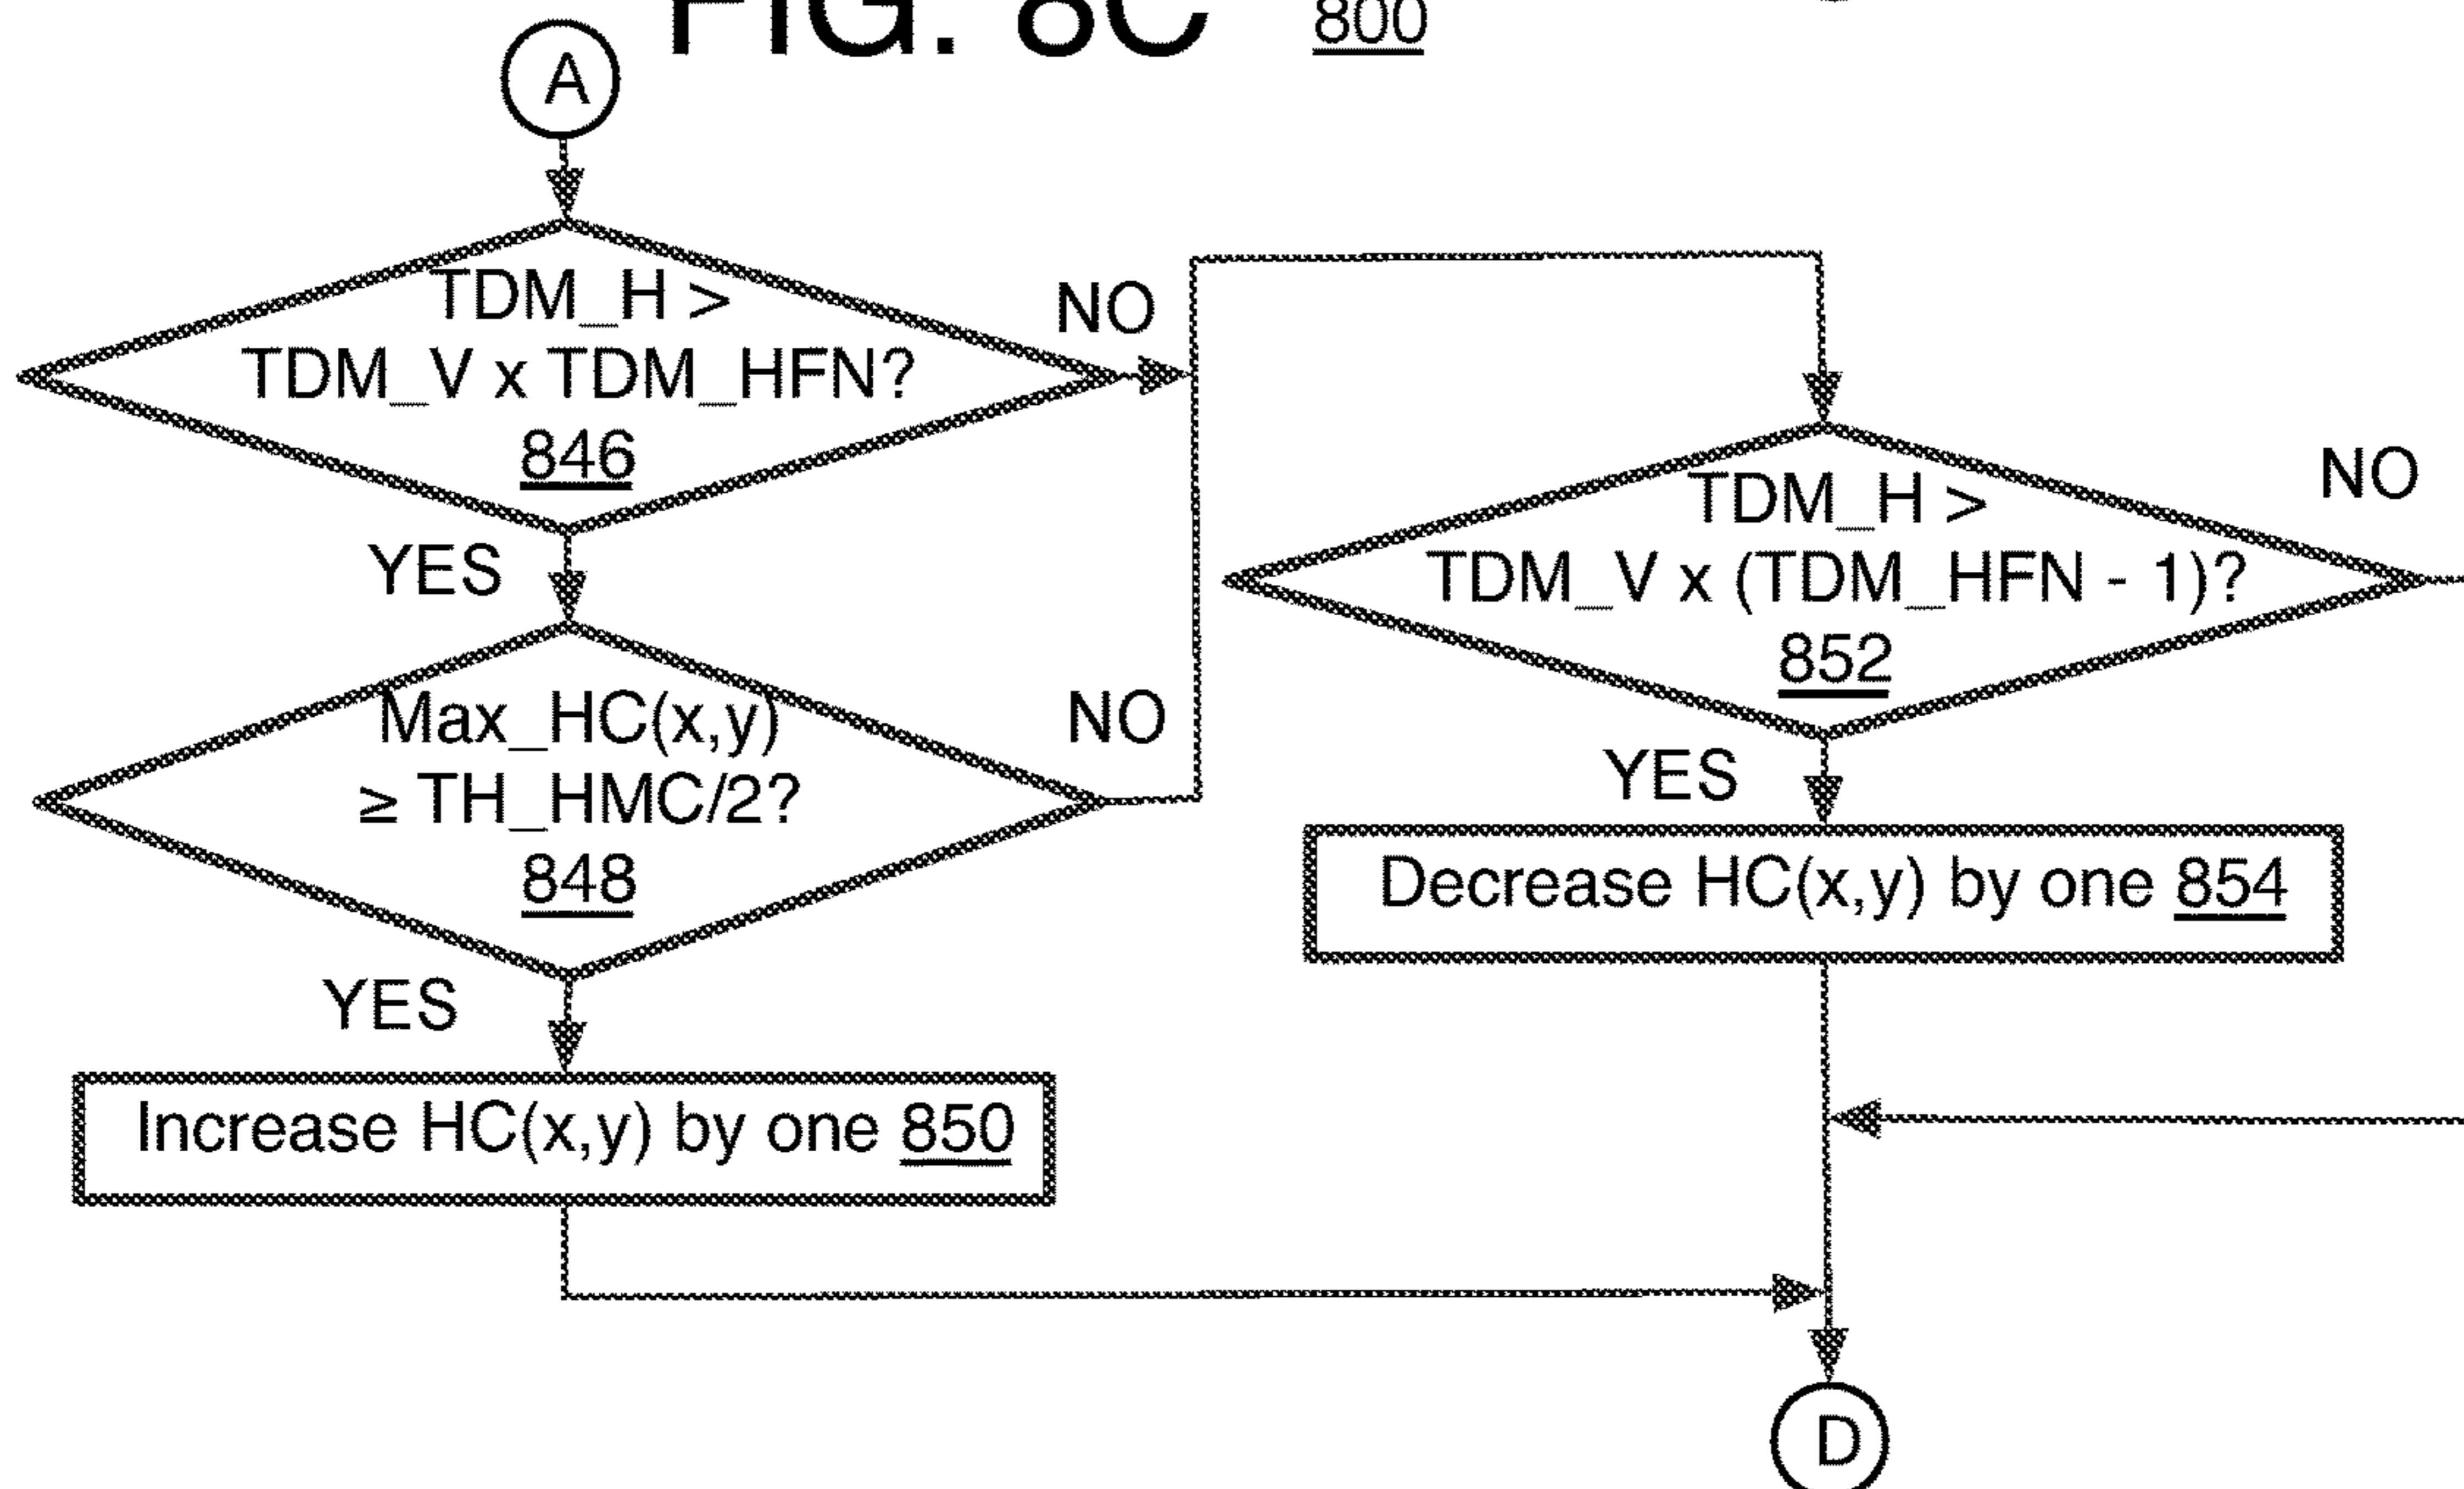 FIG. 8C 800
A
TDM_H >
TDM_V x TDM_HFN?
846
NO
YES
Max_HC(x,y)
≥ TH_HMC/2?
848
NO
YES
Increase HC(x,y) by one 850
TDM_H >
TDM_V x (TDM_HFN - 1)?
852
NO
YES
Decrease HC(x,y) by one 854
D